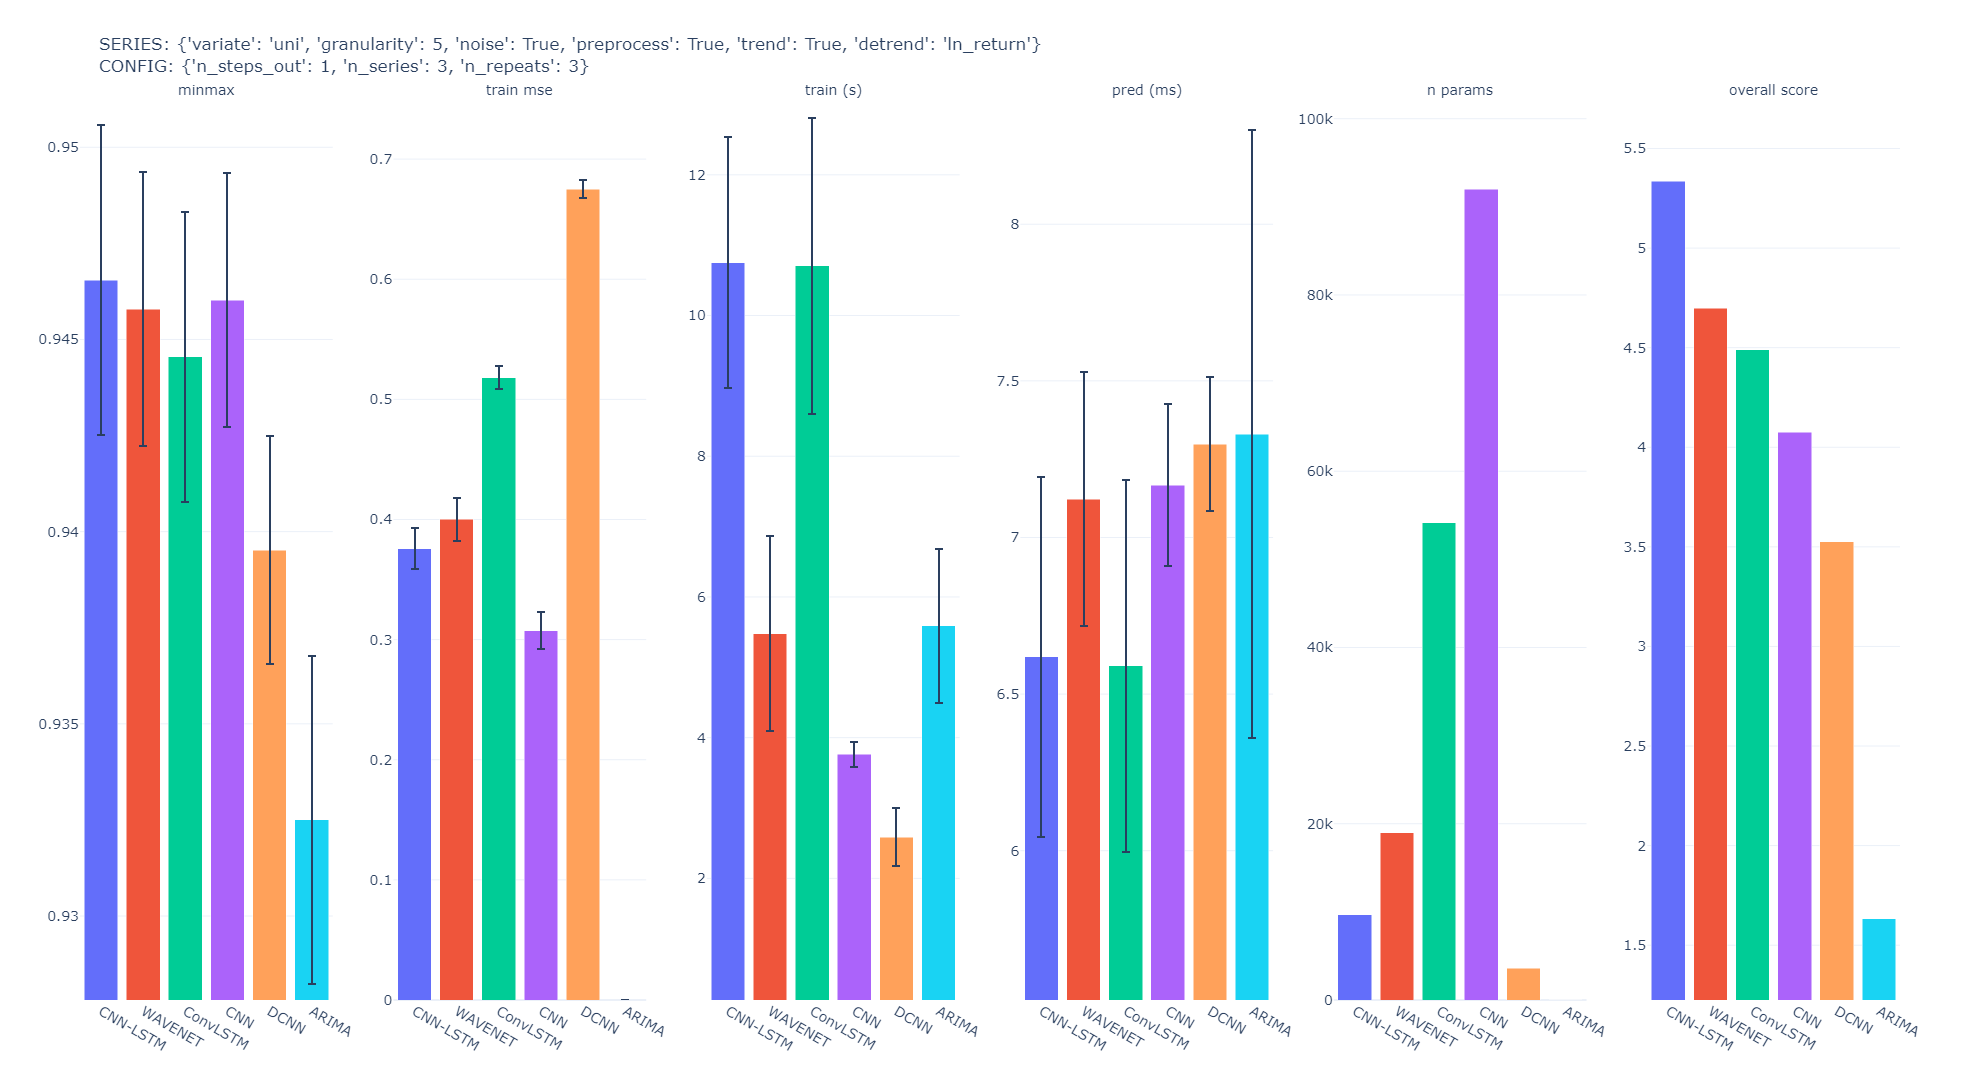 SERIES: {'variate': 'uni', 'granularity': 5, 'noise': True, 'preprocess': True, 'trend': True, 'detrend': 'ln_return'}
CONFIG: {'n_steps_out': 1, 'n_series': 3, 'n_repeats': 3}
minmax
0.95
0.945
0.94
0.935
0.93
CNN-LSTM
WAVENET
ConvLSTM
CNN
DCNN
ARIMA
train mse
0.7
0.6
0.5
0.4
0.3
0.2
0.1
0
CNN-LSTM
WAVENET
ConvLSTM
CNN
DCNN
ARIMA
train (s)
12
10
8
6
4
2
CNN-LSTM
WAVENET
ConvLSTM
CNN
DCNN
ARIMA
pred (ms)
8
7.5
7
6.5
6
CNN-LSTM
WAVENET
ConvLSTM
CNN
DCNN
ARIMA
n params
100k
80k
60k
40k
20k
0
CNN-LSTM
WAVENET
ConvLSTM
CNN
DCNN
ARIMA
overall score
5.5
5
4.5
4
3.5
3
2.5
2
1.5
CNN-LSTM
WAVENET
ConvLSTM
CNN
DCNN
ARIMA